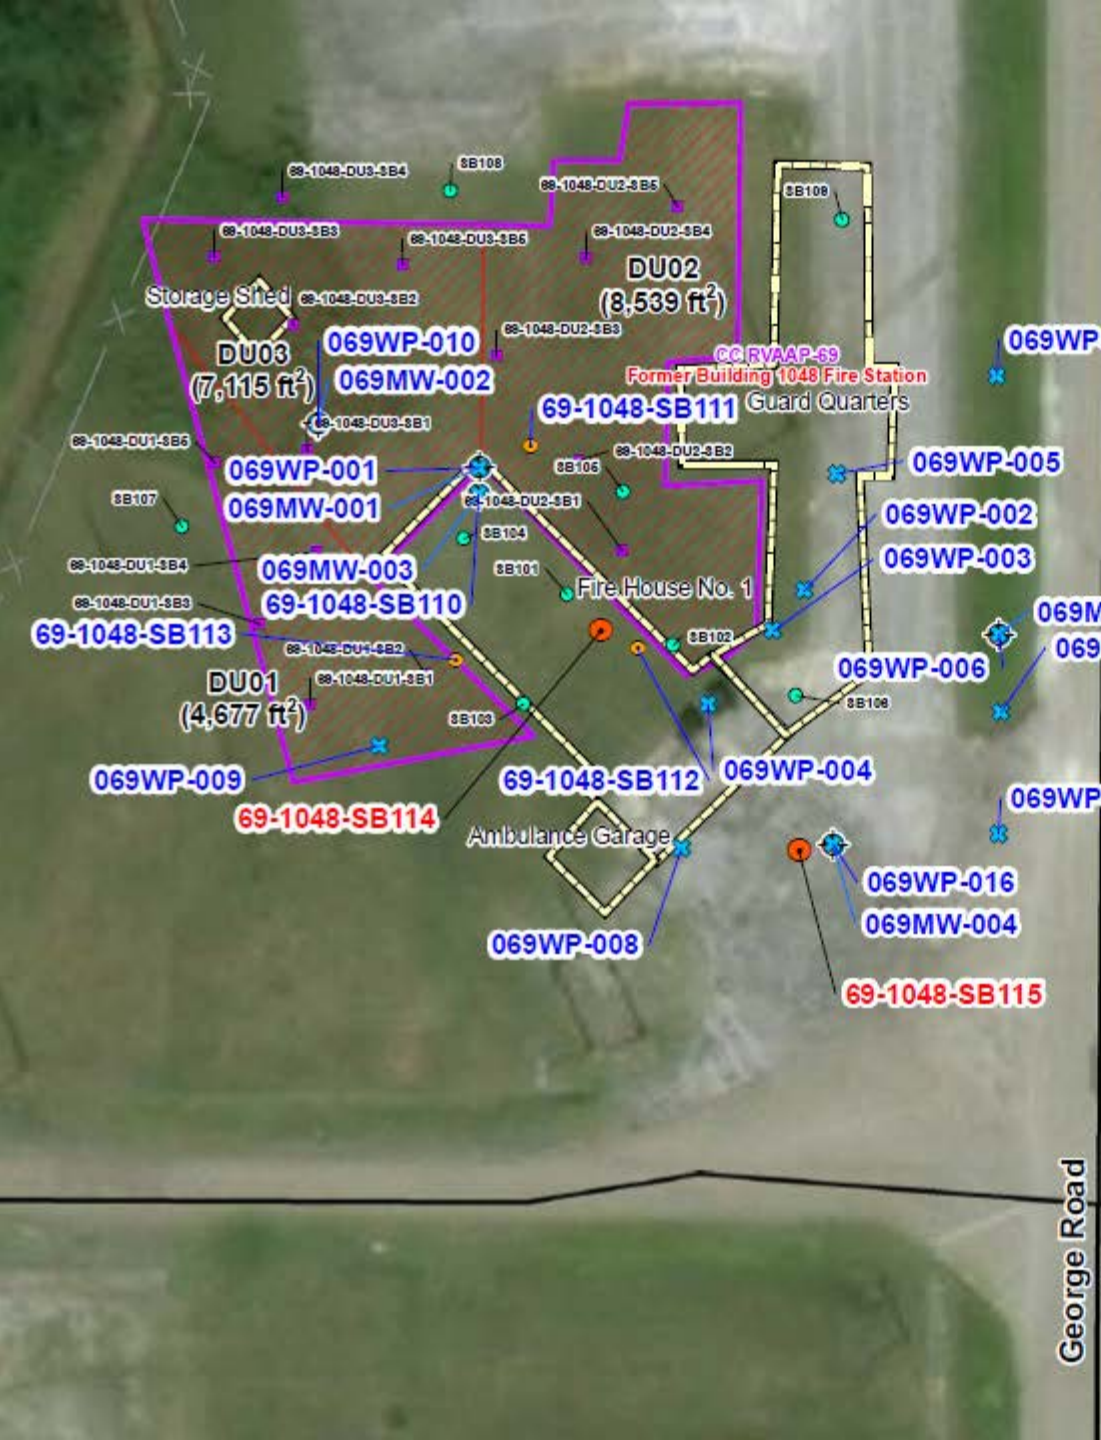 69-1048-DU3-SB4
SB108
69-1048-DU2-SB5
SB109
69-1048-DU3-SB3
69-1048-DU3-SB5
69-1048-DU2-SB4
DU02
(8,539 ft²)
Storage Shed
69-1048-DU3-SB2
069WP-010
69-1048-DU2-SB3
069WP
DU03
(7,115 ft²)
069MW-002
CC RVAAP-69
Former Building 1048 Fire Station
Guard Quarters
69-1048-SB111
69-1048-DU3-SB1
69-1048-DU1-SB5
69-1048-DU2-SB2
069WP-001
SB105
069WP-005
SB107
069MW-001
69-1048-DU2-SB1
069WP-002
SB104
69-1048-DU1-SB4
069MW-003
SB101
069WP-003
Fire House No. 1
69-1048-DU1-SB3
69-1048-SB110
069M
69-1048-SB113
SB102
69-1048-DU1-SB2
069
069WP-006
DU01
(4,677 ft²)
69-1048-DU1-SB1
SB103
SB106
069WP-009
69-1048-SB112
069WP-004
069WP
69-1048-SB114
Ambulance Garage
069WP-016
069MW-004
069WP-008
69-1048-SB115
George Road